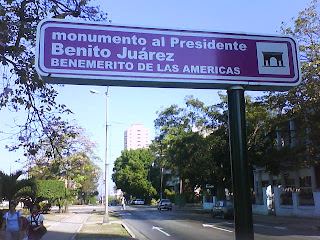 monumento al Presidente
Benito Juárez
BENEMERITO DE LAS AMERICAS